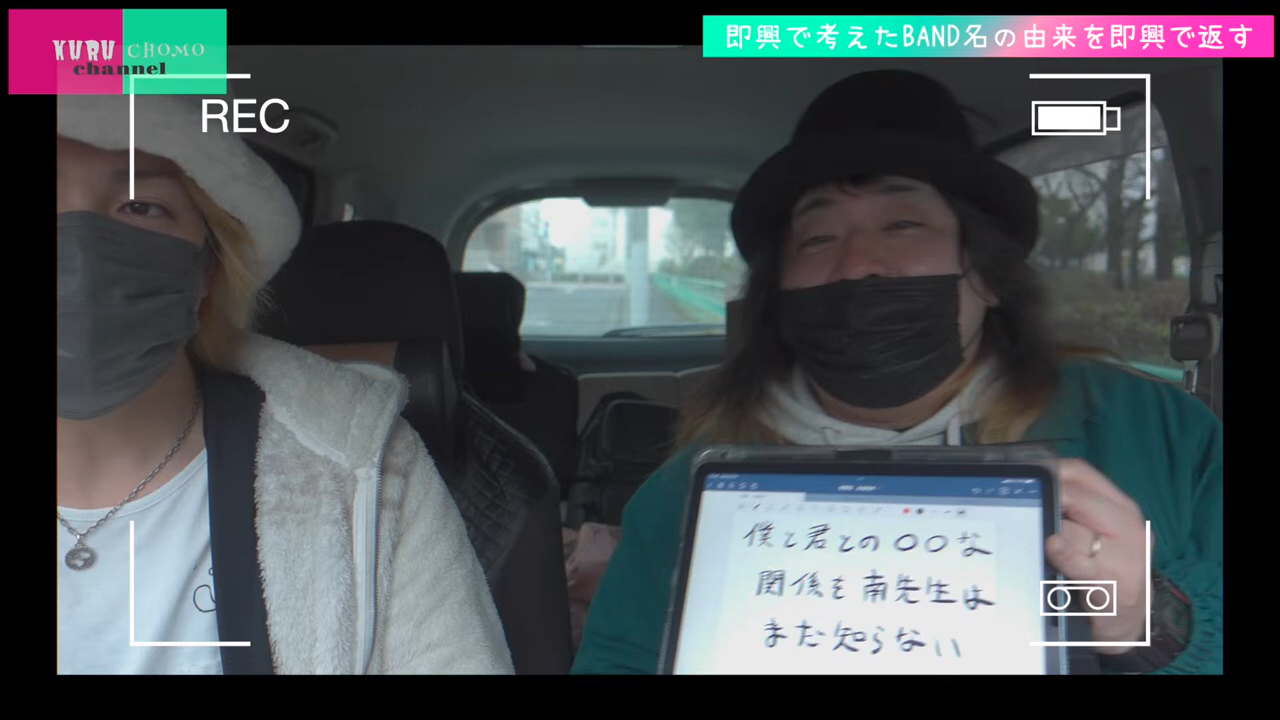 KURU CHOMO
channel
即興で考えたBAND名の由来を即興で返す
REC
僕と君との〇〇な
関係を南先生は
まだ知らない